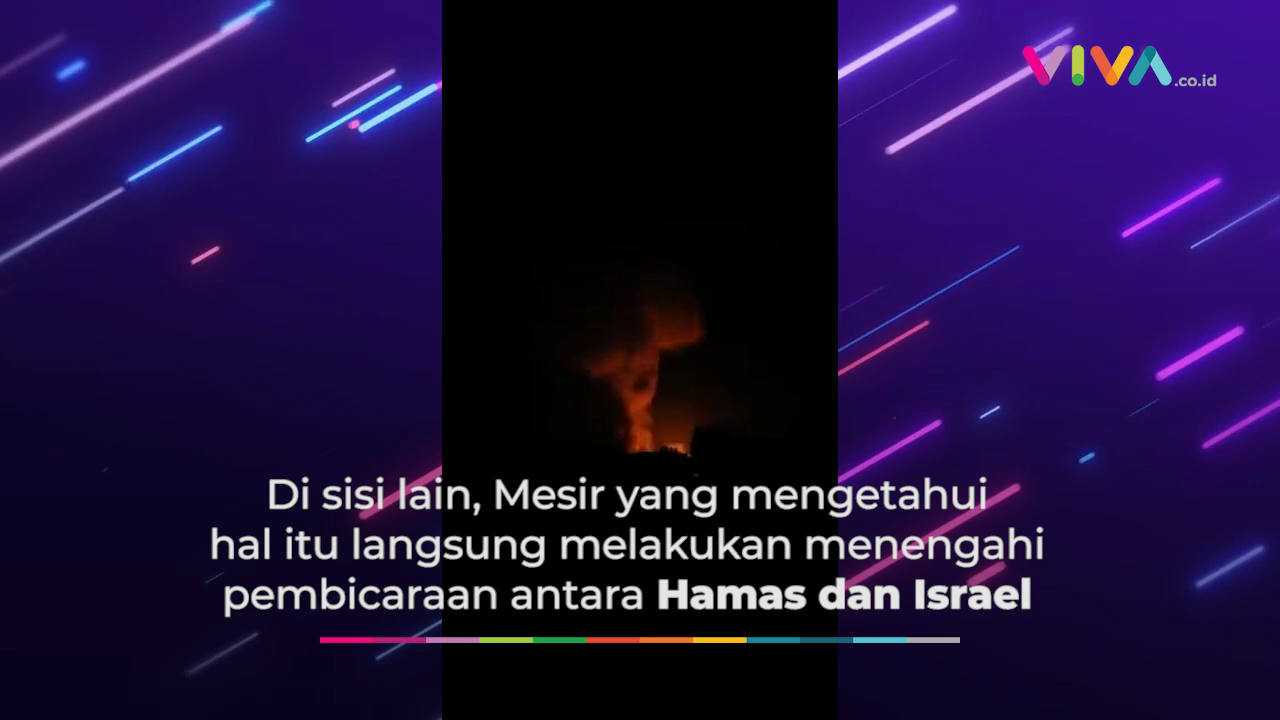 VIVA.co.id
Di sisi lain, Mesir yang mengetahui
hal itu langsung melakukan menengahi
pembicaraan antara Hamas dan Israel